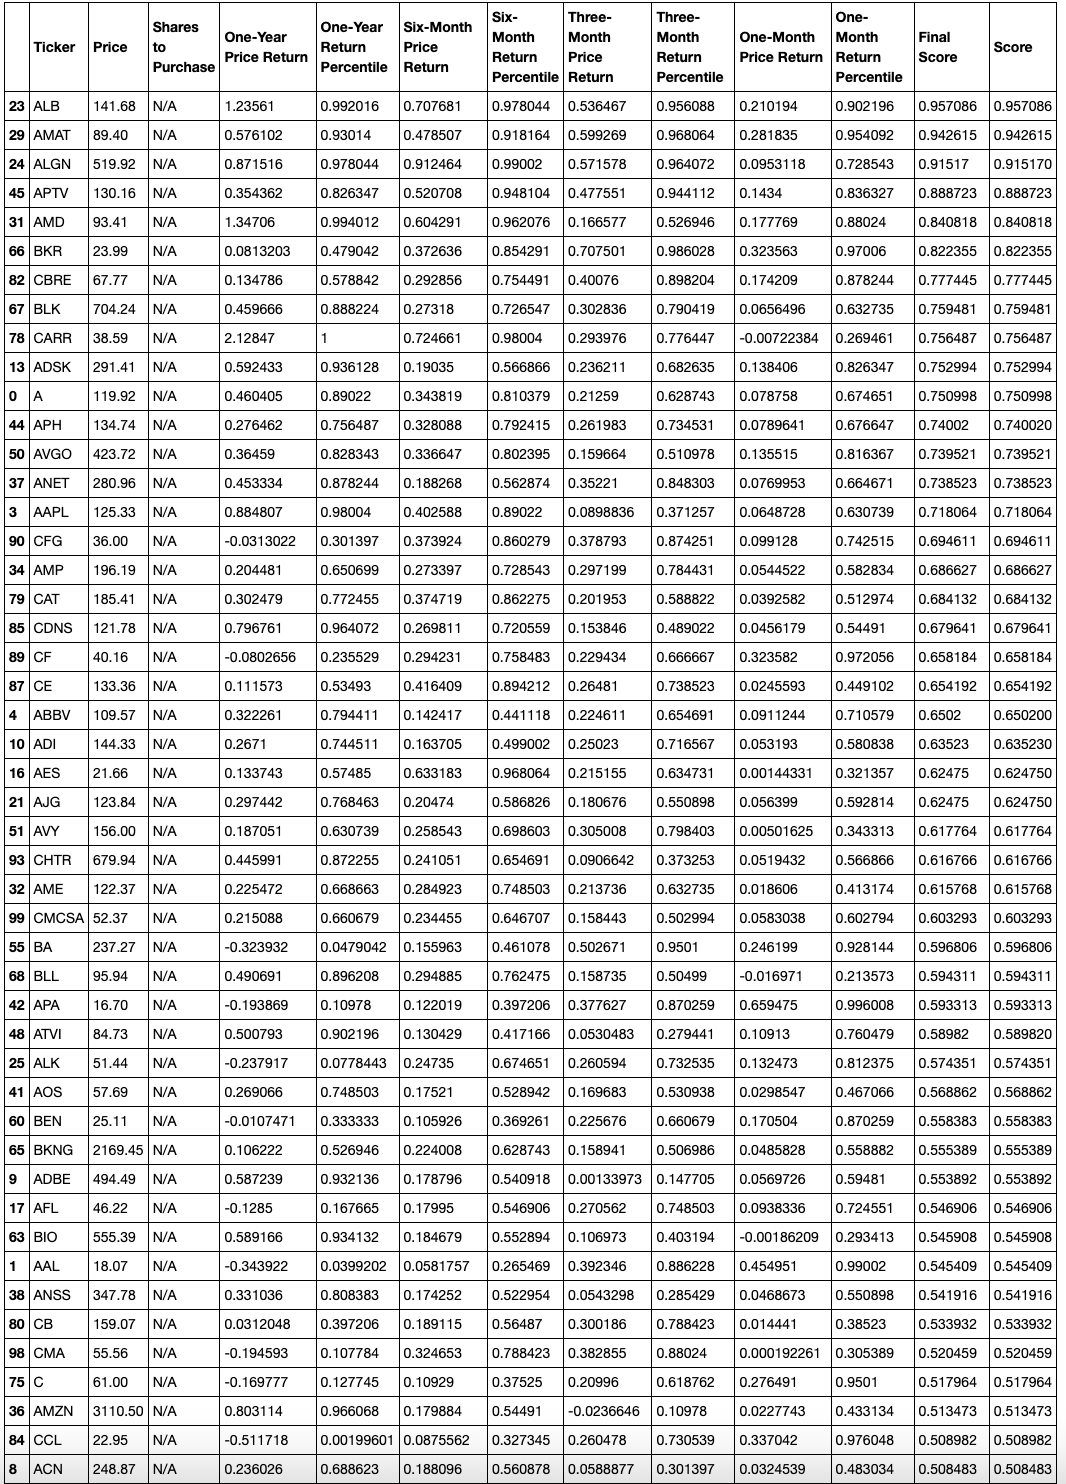 Ticker Price Shares to Purchase One-Year Price Return One-Year Return Percentile Six-Month Price Return Six-Month Return Percentile Three-Month Price Return Three-Month Return Percentile One-Month Price Return One-Month Return Percentile Final Score Score
23 ALB 141.68 N/A 1.23561 0.992016 0.707681 0.978044 0.536467 0.956088 0.210194 0.902196 0.957086 0.957086
29 AMAT 89.40 N/A 0.576102 0.93014 0.478507 0.918164 0.599269 0.968064 0.281835 0.954092 0.942615 0.942615
24 ALGN 519.92 N/A 0.871516 0.978044 0.912464 0.99002 0.571578 0.964072 0.0953118 0.728543 0.91517 0.915170
45 APTV 130.16 N/A 0.354362 0.826347 0.520708 0.948104 0.477551 0.944112 0.1434 0.836327 0.888723 0.888723
31 AMD 93.41 N/A 1.34706 0.994012 0.604291 0.962076 0.166577 0.526946 0.177769 0.88024 0.840818 0.840818
66 BKR 23.99 N/A 0.0813203 0.479042 0.372636 0.854291 0.707501 0.986028 0.323563 0.97006 0.822355 0.822355
82 CBRE 67.77 N/A 0.134786 0.578842 0.292856 0.754491 0.40076 0.898204 0.174209 0.878244 0.777445 0.777445
67 BLK 704.24 N/A 0.459666 0.888224 0.27318 0.726547 0.302836 0.790419 0.0656496 0.632735 0.759481 0.759481
78 CARR 38.59 N/A 2.12847 1 0.724661 0.98004 0.293976 0.776447 -0.00722384 0.269461 0.756487 0.756487
13 ADSK 291.41 N/A 0.592433 0.936128 0.19035 0.566866 0.236211 0.682635 0.138406 0.826347 0.752994 0.752994
0 A 119.92 N/A 0.460405 0.89022 0.343819 0.810379 0.21259 0.628743 0.078758 0.674651 0.750998 0.750998
44 APH 134.74 N/A 0.276462 0.756487 0.328088 0.792415 0.261983 0.734531 0.0789641 0.676647 0.74002 0.740020
50 AVGO 423.72 N/A 0.36459 0.828343 0.336647 0.802395 0.159664 0.510978 0.135515 0.816367 0.739521 0.739521
37 ANET 280.96 N/A 0.453334 0.878244 0.188268 0.562874 0.35221 0.848303 0.0769953 0.664671 0.738523 0.738523
3 AAPL 125.33 N/A 0.884807 0.98004 0.402588 0.89022 0.0898836 0.371257 0.0648728 0.630739 0.718064 0.718064
90 CFG 36.00 N/A -0.0313022 0.301397 0.373924 0.860279 0.378793 0.874251 0.099128 0.742515 0.694611 0.694611
34 AMP 196.19 N/A 0.204481 0.650699 0.273397 0.728543 0.297199 0.784431 0.0544522 0.582834 0.686627 0.686627
79 CAT 185.41 N/A 0.302479 0.772455 0.374719 0.862275 0.201953 0.588822 0.0392582 0.512974 0.684132 0.684132
85 CDNS 121.78 N/A 0.796761 0.964072 0.269811 0.720559 0.153846 0.489022 0.0456179 0.54491 0.679641 0.679641
89 CF 40.16 N/A -0.0802656 0.235529 0.294231 0.758483 0.229434 0.666667 0.323582 0.972056 0.658184 0.658184
87 CE 133.36 N/A 0.111573 0.53493 0.416409 0.894212 0.26481 0.738523 0.0245593 0.449102 0.654192 0.654192
4 ABBV 109.57 N/A 0.322261 0.794411 0.142417 0.441118 0.224611 0.654691 0.0911244 0.710579 0.6502 0.650200
10 ADI 144.33 N/A 0.2671 0.744511 0.163705 0.499002 0.25023 0.716567 0.053193 0.580838 0.63523 0.635230
16 AES 21.66 N/A 0.133743 0.57485 0.633183 0.968064 0.215155 0.634731 0.00144331 0.321357 0.62475 0.624750
21 AJG 123.84 N/A 0.297442 0.768463 0.20474 0.586826 0.180676 0.550898 0.056399 0.592814 0.62475 0.624750
51 AVY 156.00 N/A 0.187051 0.630739 0.258543 0.698603 0.305008 0.798403 0.00501625 0.343313 0.617764 0.617764
93 CHTR 679.94 N/A 0.445991 0.872255 0.241051 0.654691 0.0906642 0.373253 0.0519432 0.566866 0.616766 0.616766
32 AME 122.37 N/A 0.225472 0.668663 0.284923 0.748503 0.213736 0.632735 0.018606 0.413174 0.615768 0.615768
99 CMCSA 52.37 N/A 0.215088 0.660679 0.234455 0.646707 0.158443 0.502994 0.0583038 0.602794 0.603293 0.603293
55 BA 237.27 N/A -0.323932 0.0479042 0.155963 0.461078 0.502671 0.9501 0.246199 0.928144 0.596806 0.596806
68 BLL 95.94 N/A 0.490691 0.896208 0.294885 0.762475 0.158735 0.50499 -0.016971 0.213573 0.594311 0.594311
42 APA 16.70 N/A -0.193869 0.10978 0.122019 0.397206 0.377627 0.870259 0.659475 0.996008 0.593313 0.593313
48 ATVI 84.73 N/A 0.500793 0.902196 0.130429 0.417166 0.0530483 0.279441 0.10913 0.760479 0.58982 0.589820
25 ALK 51.44 N/A -0.237917 0.0778443 0.24735 0.674651 0.260594 0.732535 0.132473 0.812375 0.574351 0.574351
41 AOS 57.69 N/A 0.269066 0.748503 0.17521 0.528942 0.169683 0.530938 0.0298547 0.467066 0.568862 0.568862
60 BEN 25.11 N/A -0.0107471 0.333333 0.105926 0.369261 0.225676 0.660679 0.170504 0.870259 0.558383 0.558383
65 BKNG 2169.45 N/A 0.106222 0.526946 0.224008 0.628743 0.158941 0.506986 0.0485828 0.558882 0.555389 0.555389
9 ADBE 494.49 N/A 0.587239 0.932136 0.178796 0.540918 0.00133973 0.147705 0.0569726 0.59481 0.553892 0.553892
17 AFL 46.22 N/A -0.1285 0.167665 0.17995 0.546906 0.270562 0.748503 0.0938336 0.724551 0.546906 0.546906
63 BIO 555.39 N/A 0.589166 0.934132 0.184679 0.552894 0.106973 0.403194 -0.00186209 0.293413 0.545908 0.545908
1 AAL 18.07 N/A -0.343922 0.0399202 0.0581757 0.265469 0.392346 0.886228 0.454951 0.99002 0.545409 0.545409
38 ANSS 347.78 N/A 0.331036 0.808383 0.174252 0.522954 0.0543298 0.285429 0.0468673 0.550898 0.541916 0.541916
80 CB 159.07 N/A 0.0312048 0.397206 0.189115 0.56487 0.300186 0.788423 0.014441 0.38523 0.533932 0.533932
98 CMA 55.56 N/A -0.194593 0.107784 0.324653 0.788423 0.382855 0.88024 0.000192261 0.305389 0.520459 0.520459
75 C 61.00 N/A -0.169777 0.127745 0.10929 0.37525 0.20996 0.618762 0.276491 0.9501 0.517964 0.517964
36 AMZN 3110.50 N/A 0.803114 0.966068 0.179884 0.54491 -0.0236646 0.10978 0.0227743 0.433134 0.513473 0.513473
84 CCL 22.95 N/A -0.511718 0.00199601 0.0875562 0.327345 0.260478 0.730539 0.337042 0.976048 0.508982 0.508982
8 ACN 248.87 N/A 0.236026 0.688623 0.188096 0.560878 0.0588877 0.301397 0.0324539 0.483034 0.508483 0.508483